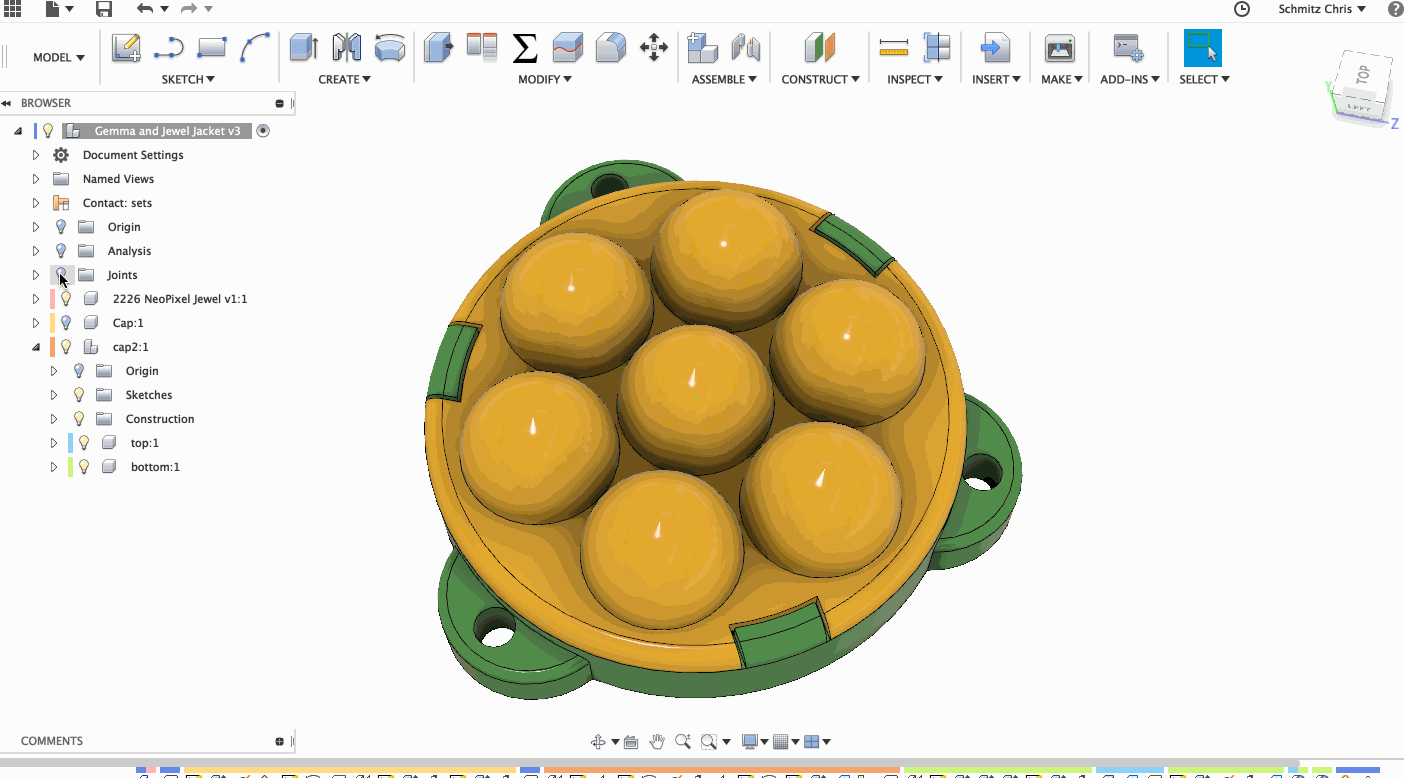 Schmitz Chris
MODEL
SKETCH
CREATE
MODIFY
ASSEMBLE
CONSTRUCT
INSPECT
INSERT
MAKE
ADD-INS
SELECT
TOP
Y
Z
BROWSER
Gemma and Jewel Jacket v3
Document Settings
Named Views
Contact: sets
Origin
Analysis
Joints
2226 NeoPixel Jewel v1:1
Cap:1
cap2:1
Origin
Sketches
Construction
top:1
bottom:1
COMMENTS